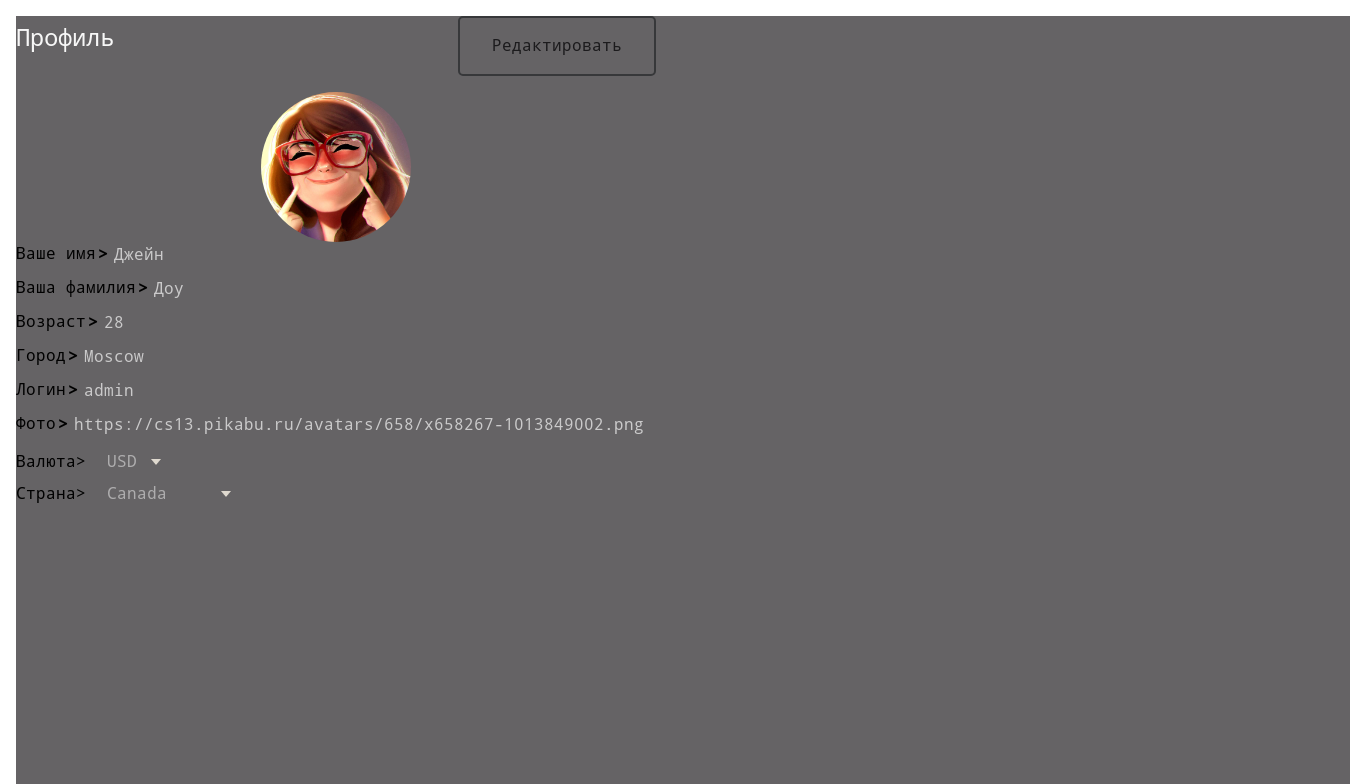 Профиль
Редактировать
Ваше имя> Джейн
Ваша фамилия> Доу
Возраст> 28
Город> Moscow
Логин> admin
Фото> https://cs13.pikabu.ru/avatars/658/x658267-1013849002.png
Валюта> USD
Страна> Canada